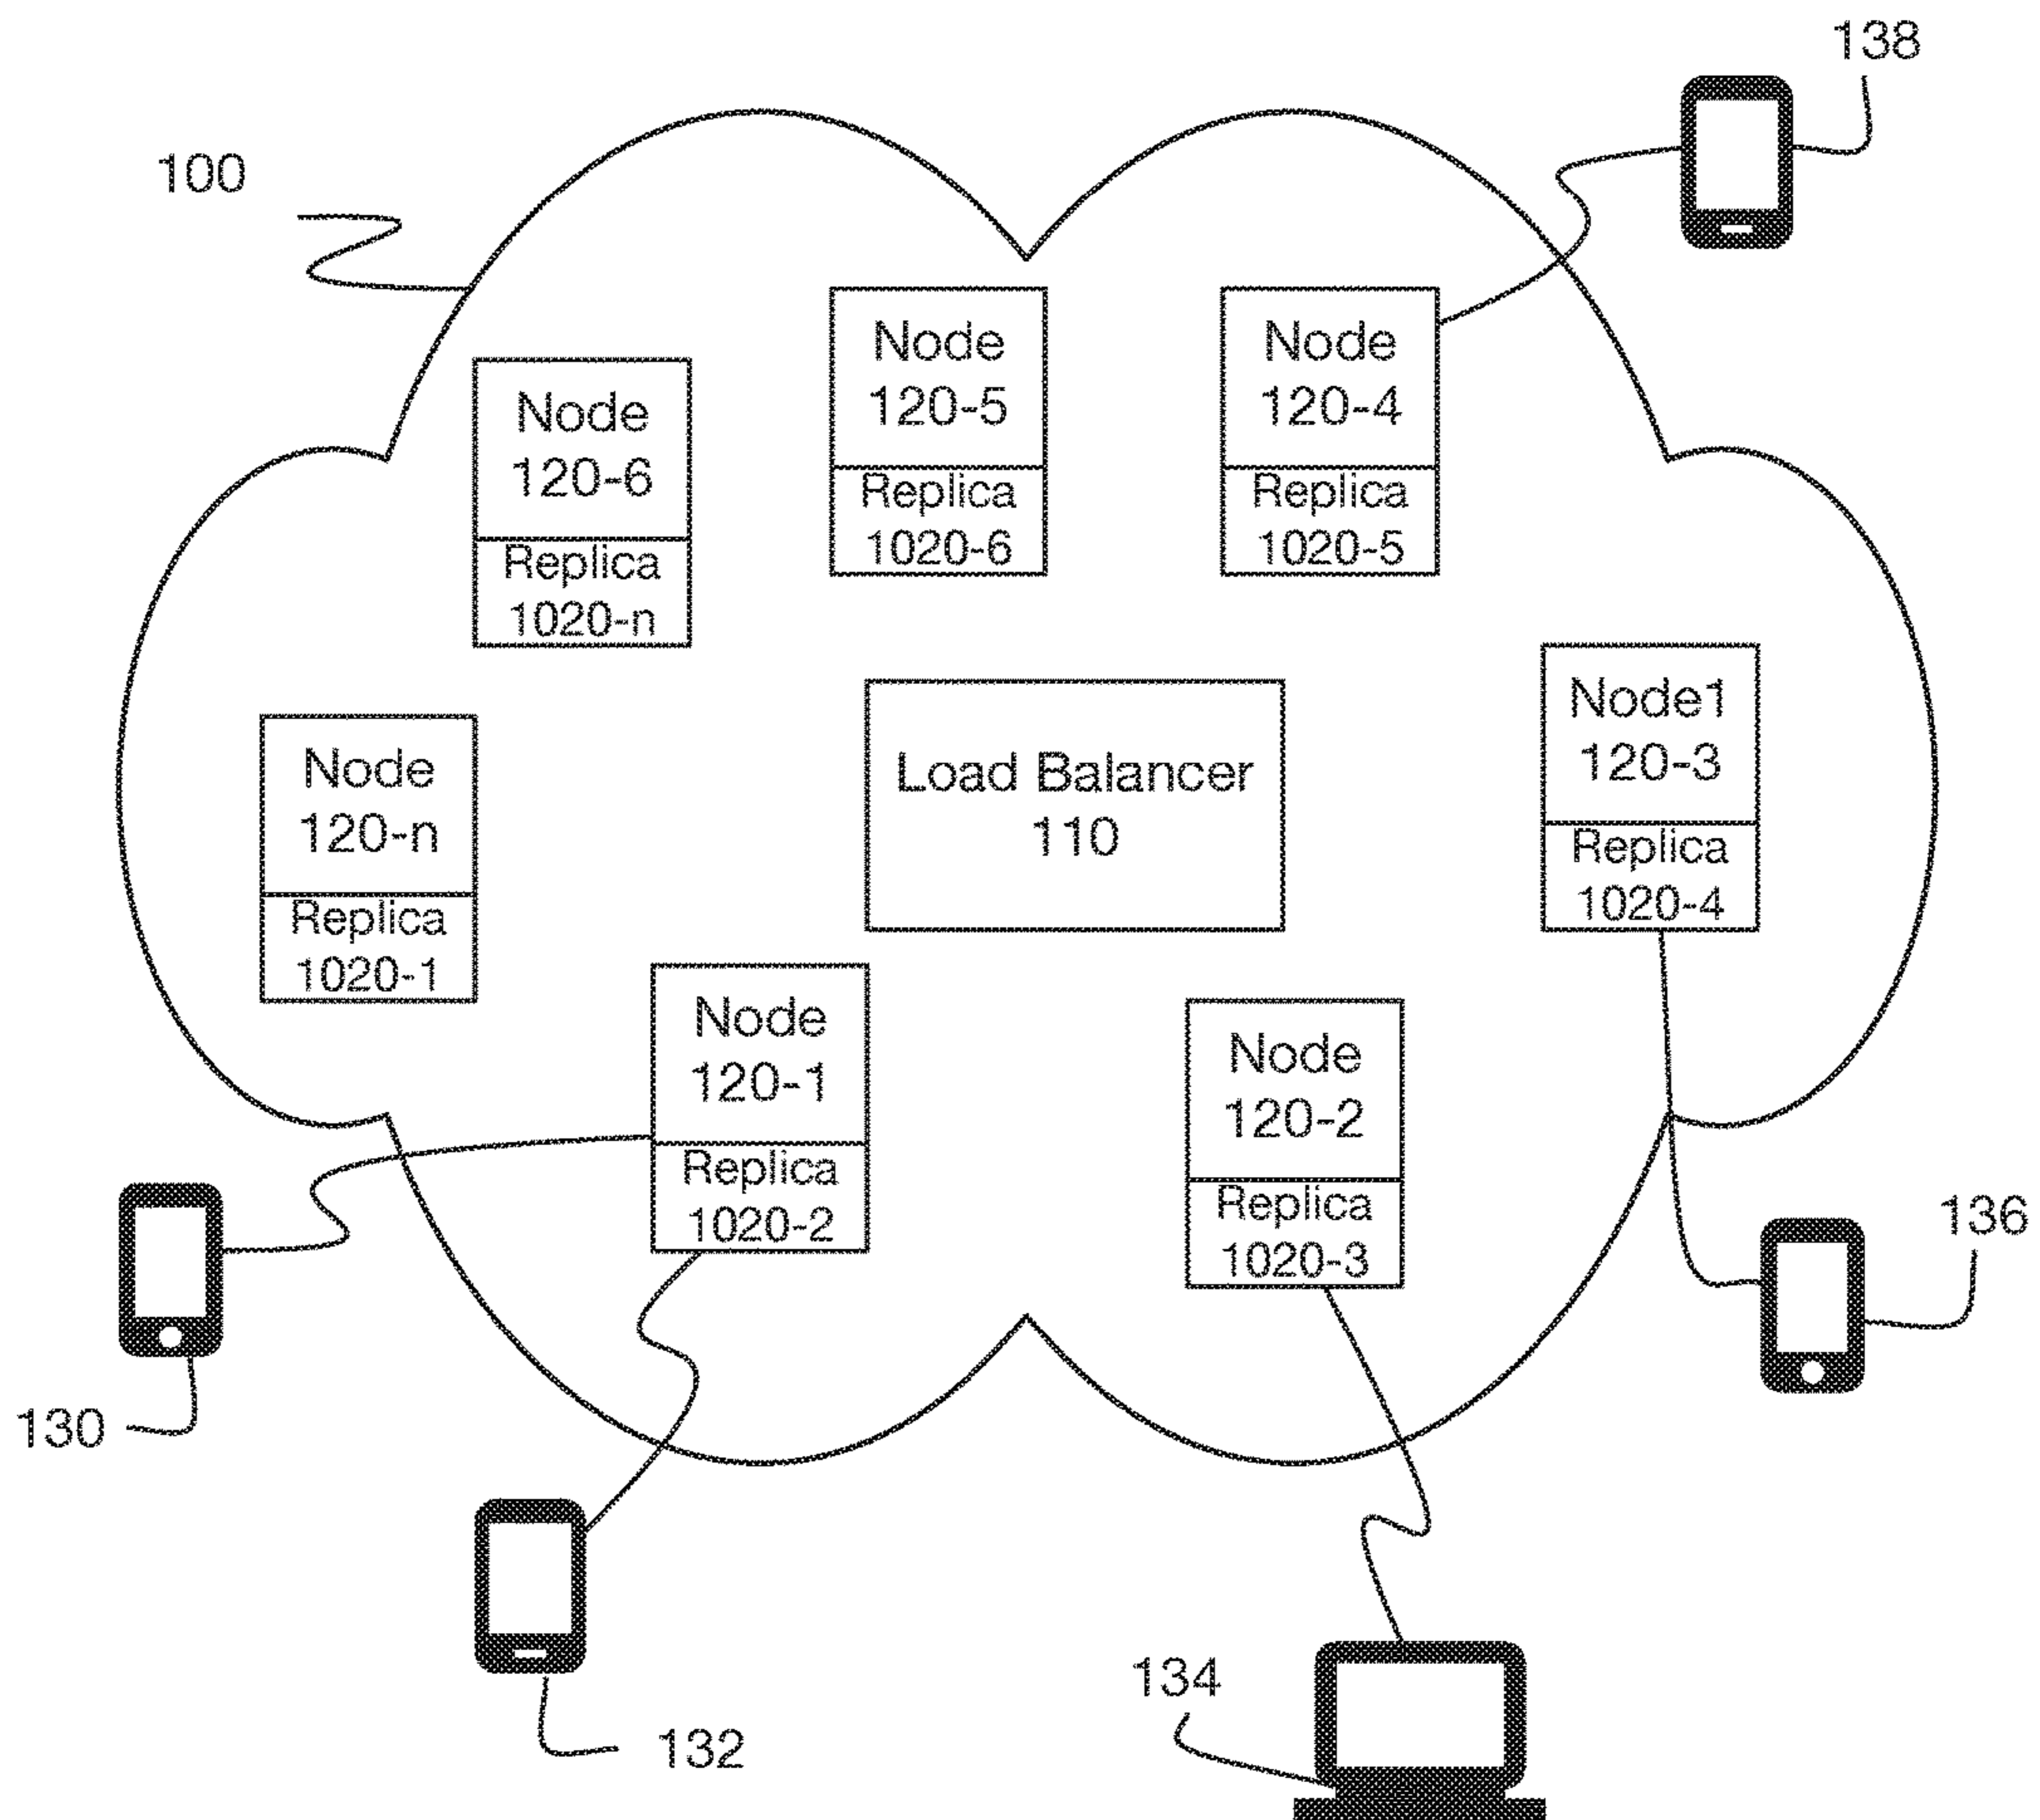 138
100
Node
120-5
Replica
1020-6
Node
120-4
Replica
1020-5
Node
120-6
Replica
1020-n
Node1
120-3
Replica
1020-4
Load Balancer
110
Node
120-n
Replica
1020-1
Node
120-1
Replica
1020-2
Node
120-2
Replica
1020-3
136
130
134
132